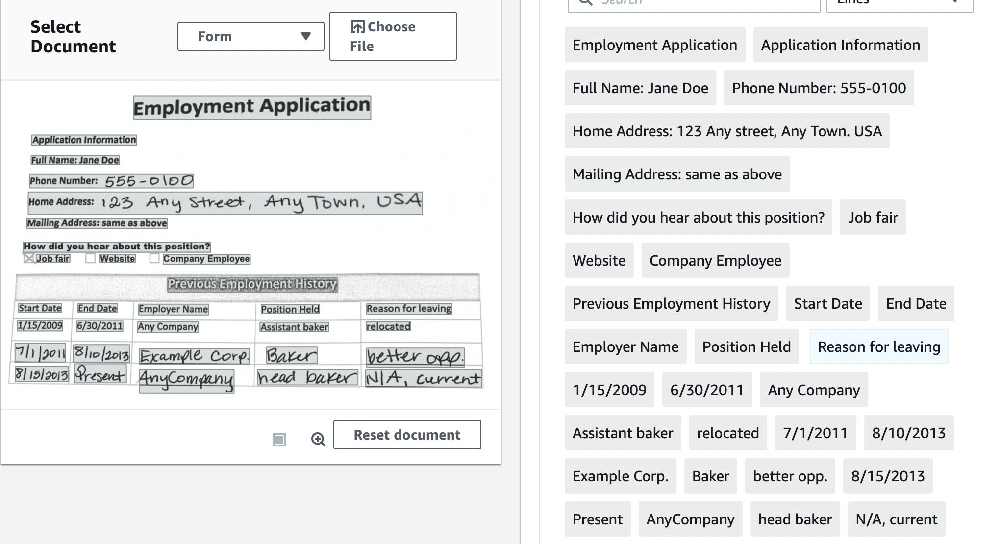 Select
Document
Form
Choose
File
Employment Application
Application Information
Full Name: Jane Doe
Phone Number: 555-0100
Home Address: 123 Any Street, Any Town, USA
Mailing Address: same as above
How did you hear about this position?
Job fair Website Company Employee
Previous Employment History
Start Date End Date Employer Name Position Held Reason for leaving
1/15/2009 6/30/2011 Any Company Assistant baker relocated
7/1/2011 8/10/2013 Example Corp. Baker better opp.
8/15/2013 Present AnyCompany head baker N/A, current
Reset document
Search Lines
Employment Application Application Information
Full Name: Jane Doe Phone Number: 555-0100
Home Address: 123 Any street, Any Town. USA
Mailing Address: same as above
How did you hear about this position? Job fair
Website Company Employee
Previous Employment History Start Date End Date
Employer Name Position Held Reason for leaving
1/15/2009 6/30/2011 Any Company
Assistant baker relocated 7/1/2011 8/10/2013
Example Corp. Baker better opp. 8/15/2013
Present AnyCompany head baker N/A, current